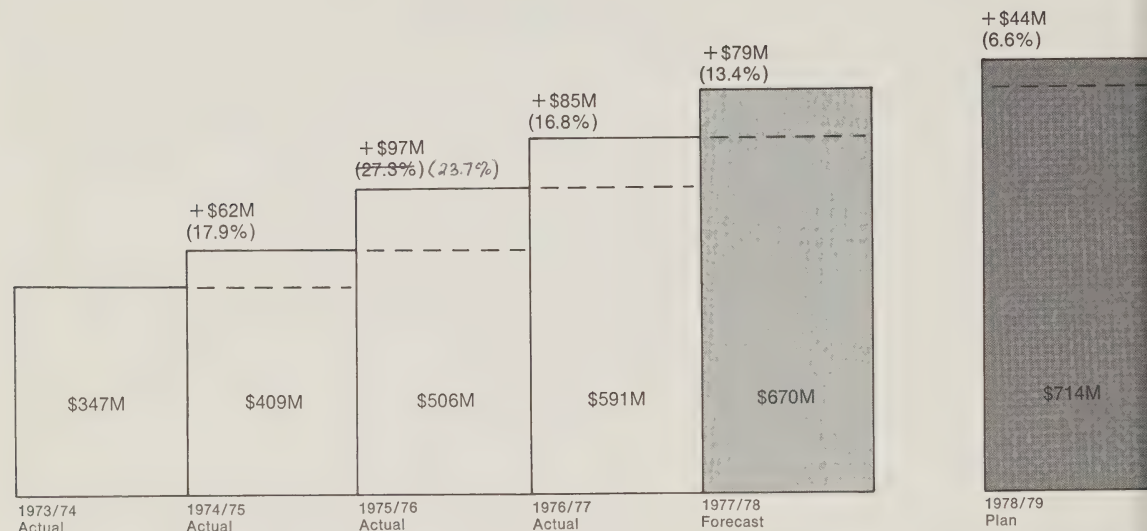 +$44M
(6.6%)
+$79M
(13.4%)
+$85M
(16.8%)
+$97M
(27.3%) (23.7%)
+$62M
(17.9%)
$347M
$409M
$506M
$591M
$670M
$714M
1973/74
Actual
1974/75
Actual
1975/76
Actual
1976/77
Actual
1977/78
Forecast
1978/79
Plan